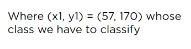 Where (x1, y1) = (57, 170) whose
class we have to classify